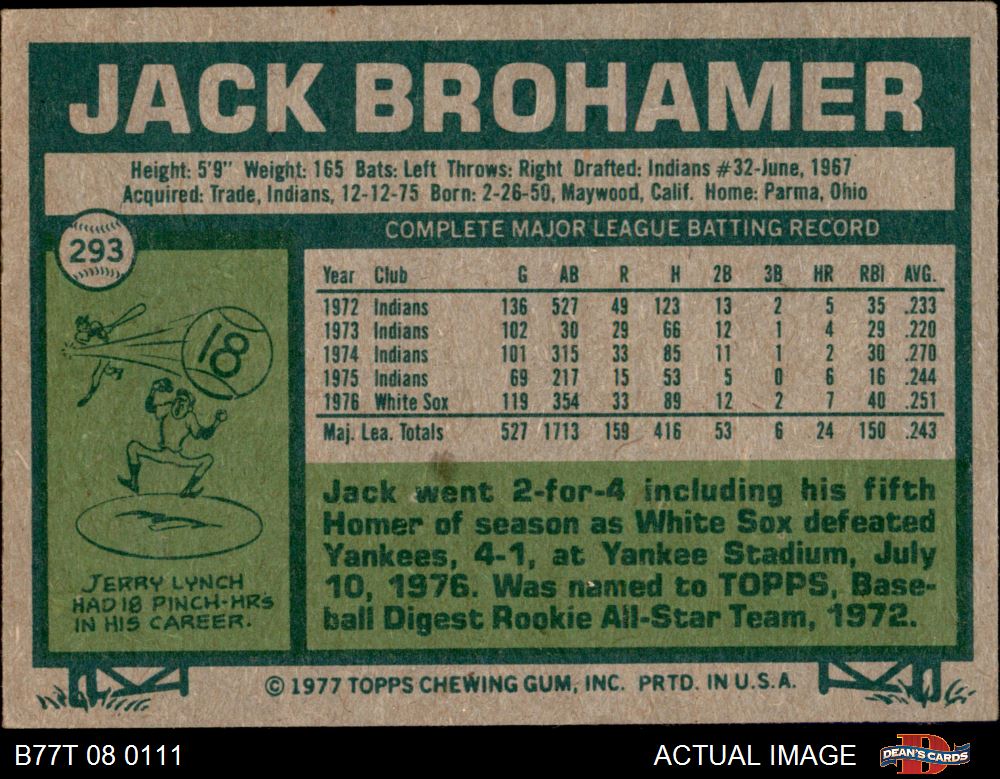 JACK BROHAMER
Height: 5'9" Weight: 165 Bats: Left Throws: Right Drafted: Indians #32-June, 1967
Acquired: Trade, Indians, 12-12-75 Born: 2-26-50, Maywood, Calif. Home: Parma, Ohio
293
COMPLETE MAJOR LEAGUE BATTING RECORD
Year Club G AB R H 2B 3B HR RBI AVG.
1972 Indians 136 527 49 123 13 2 5 35 .233
1973 Indians 102 30 29 66 12 1 4 29 .220
1974 Indians 101 315 33 85 11 1 2 30 .270
1975 Indians 69 217 15 53 5 0 6 16 .244
1976 White Sox 119 354 33 89 12 2 7 40 .251
Maj. Lea. Totals 527 1713 159 416 53 6 24 150 .243
18
JERRY LYNCH
HAD 18 PINCH-HRS
IN HIS CAREER.
Jack went 2-for-4 including his fifth
Homer of season as White Sox defeated
Yankees, 4-1, at Yankee Stadium, July
10, 1976. Was named to TOPPS, Base-
ball Digest Rookie All-Star Team, 1972.
© 1977 TOPPS CHEWING GUM, INC. PRTD. IN U.S.A.
B77T 08 0111
ACTUAL IMAGE
D
DEAN'S CARDS